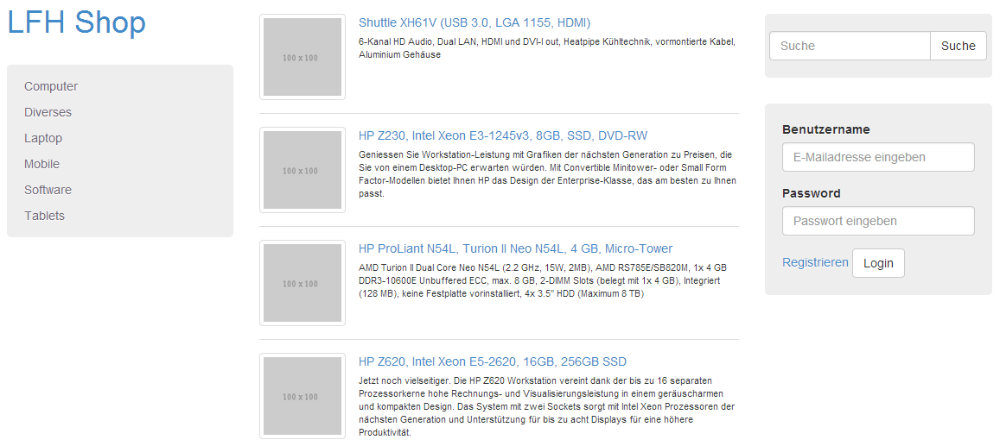 LFH Shop
Computer
Diverses
Laptop
Mobile
Software
Tablets
100 x 100
Shuttle XH61V (USB 3.0, LGA 1155, HDMI)
6-Kanal HD Audio, Dual LAN, HDMI und DVI-I out, Heatpipe Kühltechnik, vormontierte Kabel,
Aluminium Gehäuse
100 x 100
HP Z230, Intel Xeon E3-1245v3, 8GB, SSD, DVD-RW
Geniessen Sie Workstation-Leistung mit Grafiken der nächsten Generation zu Preisen, die
Sie von einem Desktop-PC erwarten würden. Mit Convertible Minitower- oder Small Form
Factor-Modellen bietet Ihnen HP das Design der Enterprise-Klasse, das am besten zu Ihnen
passt.
100 x 100
HP ProLiant N54L, Turion II Neo N54L, 4 GB, Micro-Tower
AMD Turion II Dual Core Neo N54L (2.2 GHz, 15W, 2MB), AMD RS785E/SB820M, 1x 4 GB
DDR3-10600E Unbuffered ECC, max. 8 GB, 2-DIMM Slots (belegt mit 1x 4 GB), Integriert
(128 MB), keine Festplatte vorinstalliert, 4x 3.5" HDD (Maximum 8 TB)
100 x 100
HP Z620, Intel Xeon E5-2620, 16GB, 256GB SSD
Jetzt noch vielseitiger. Die HP Z620 Workstation vereint dank der bis zu 16 separaten
Prozessorkerne hohe Rechnungs- und Visualisierungsleistung in einem geräuscharmen
und kompakten Design. Das System mit zwei Sockets sorgt mit Intel Xeon Prozessoren der
nächsten Generation und Unterstützung für bis zu acht Displays für eine höhere
Produktivität.
Suche Suche
Benutzername
E-Mailadresse eingeben
Password
Passwort eingeben
Registrieren Login